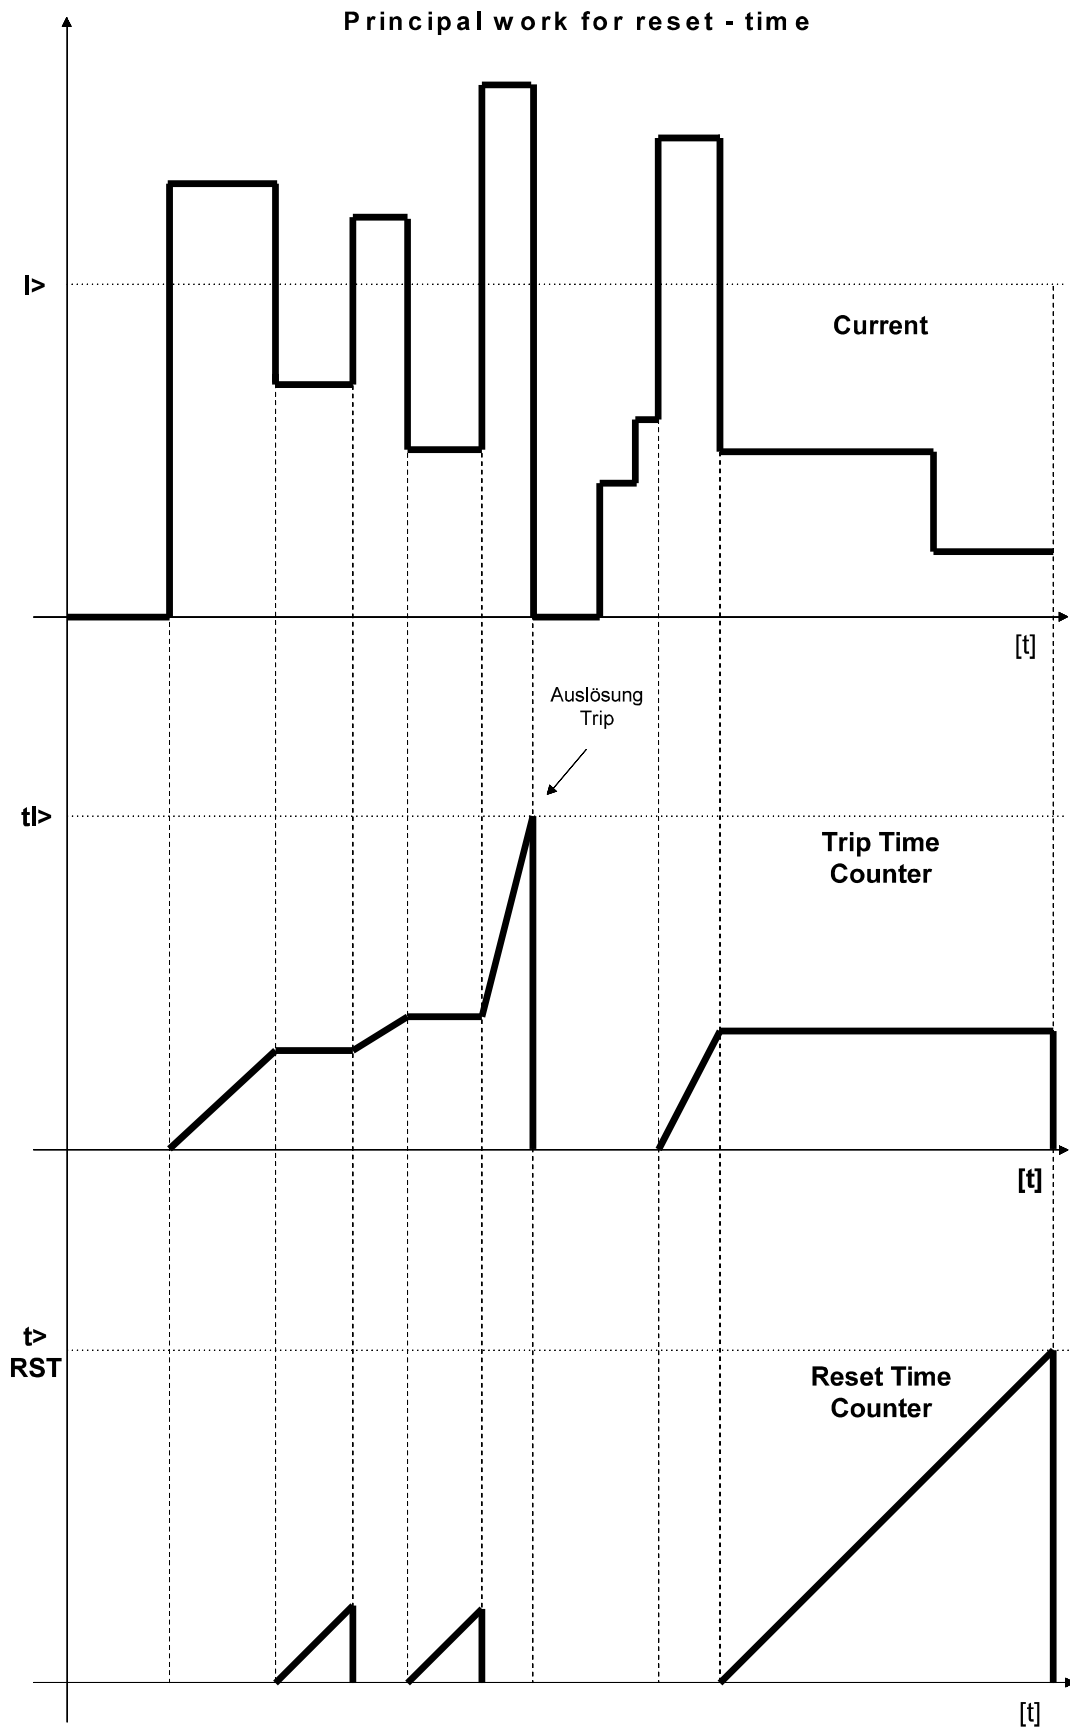 Principal work for reset - time
I>
Current
[t]
Auslösung
Trip
tI>
Trip Time
Counter
[t]
t>
RST
Reset Time
Counter
[t]